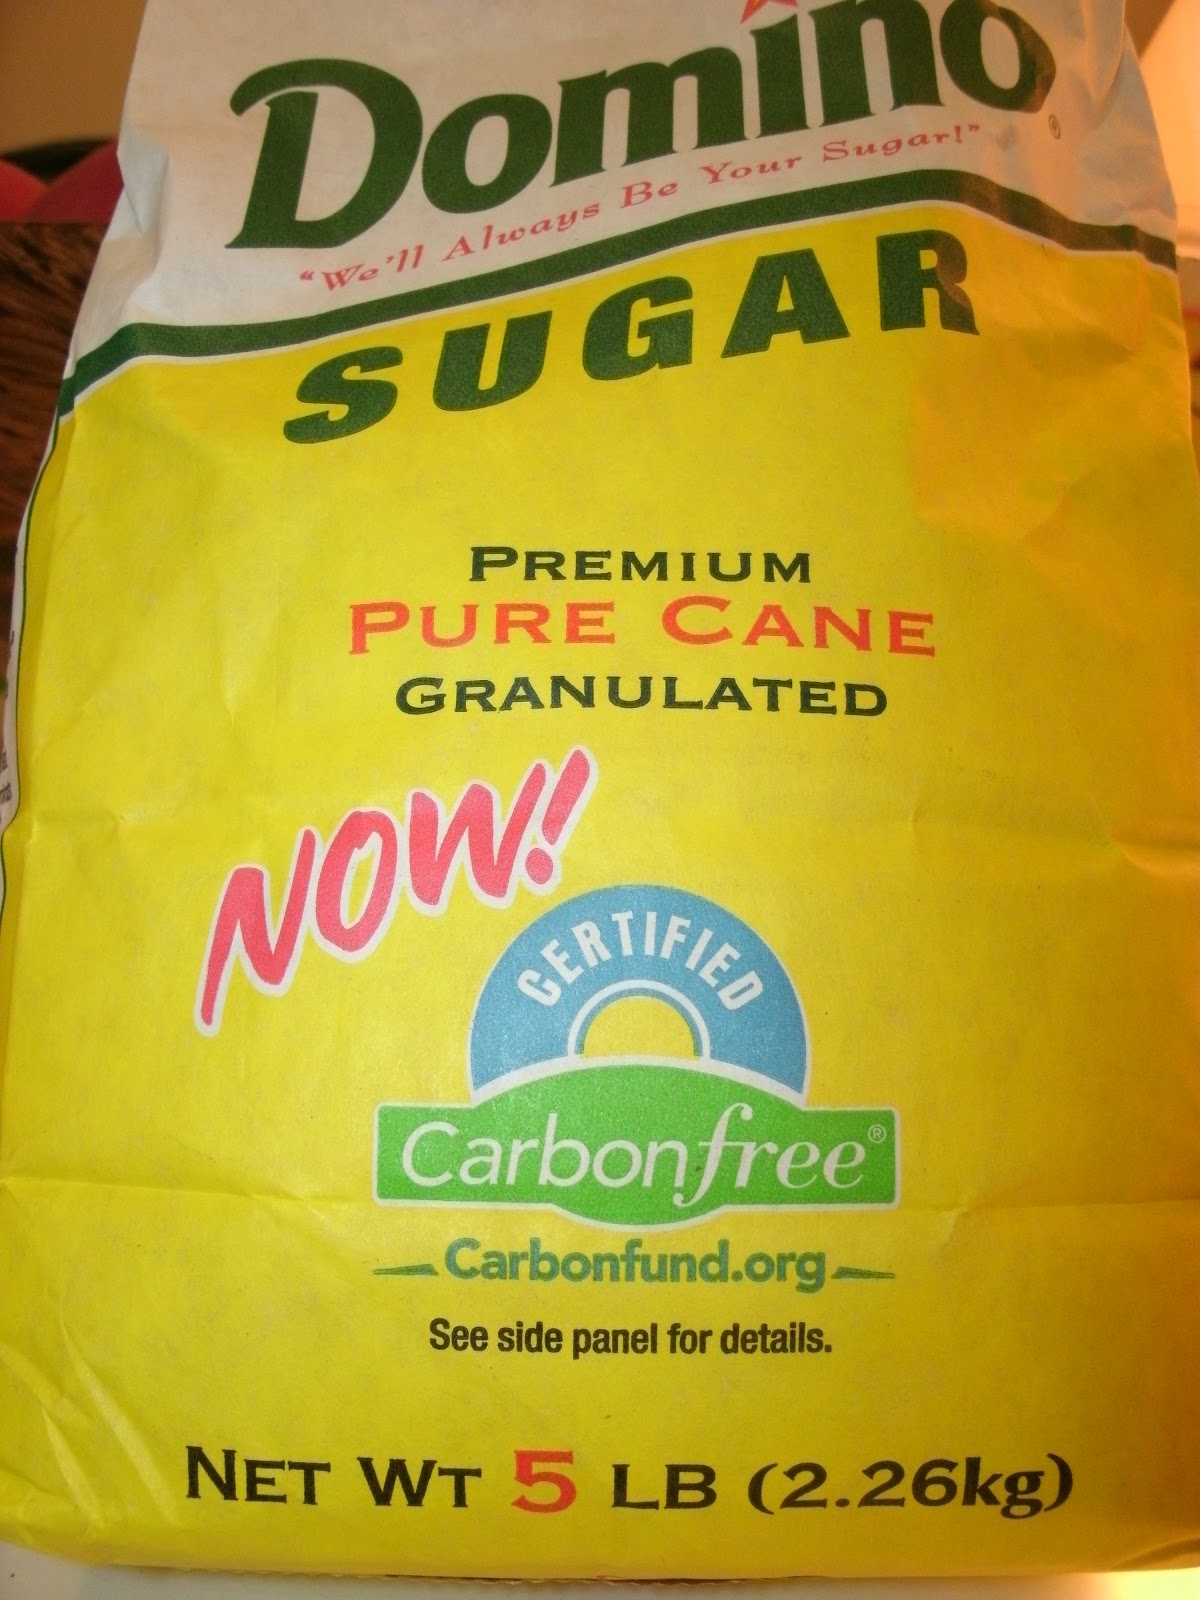 Domino®
"We'll Always Be Your Sugar!"
SUGAR
PREMIUM
PURE CANE
GRANULATED
NOW!
CERTIFIED
Carbonfree®
Carbonfund.org
See side panel for details.
NET WT 5 LB (2.26kg)